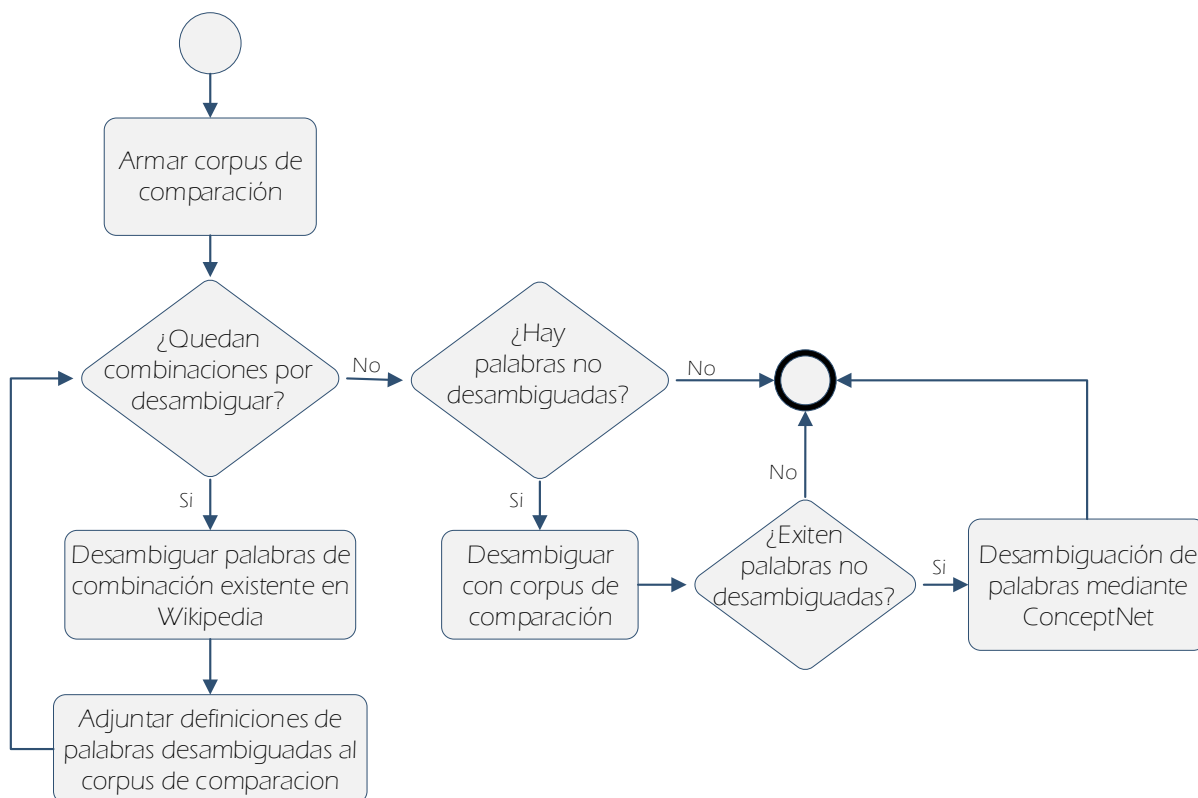 Armar corpus de
comparación
¿Quedan
combinaciones por
desambiguar?
No
¿Hay
palabras no
desambiguadas?
No
Si
Desambiguar palabras de
combinación existente en
Wikipedia
Adjuntar definiciones de
palabras desambiguadas al
corpus de comparacion
Si
Desambiguar
con corpus de
comparación
No
¿Exiten
palabras no
desambiguadas?
Si
Desambiguación de
palabras mediante
ConceptNet